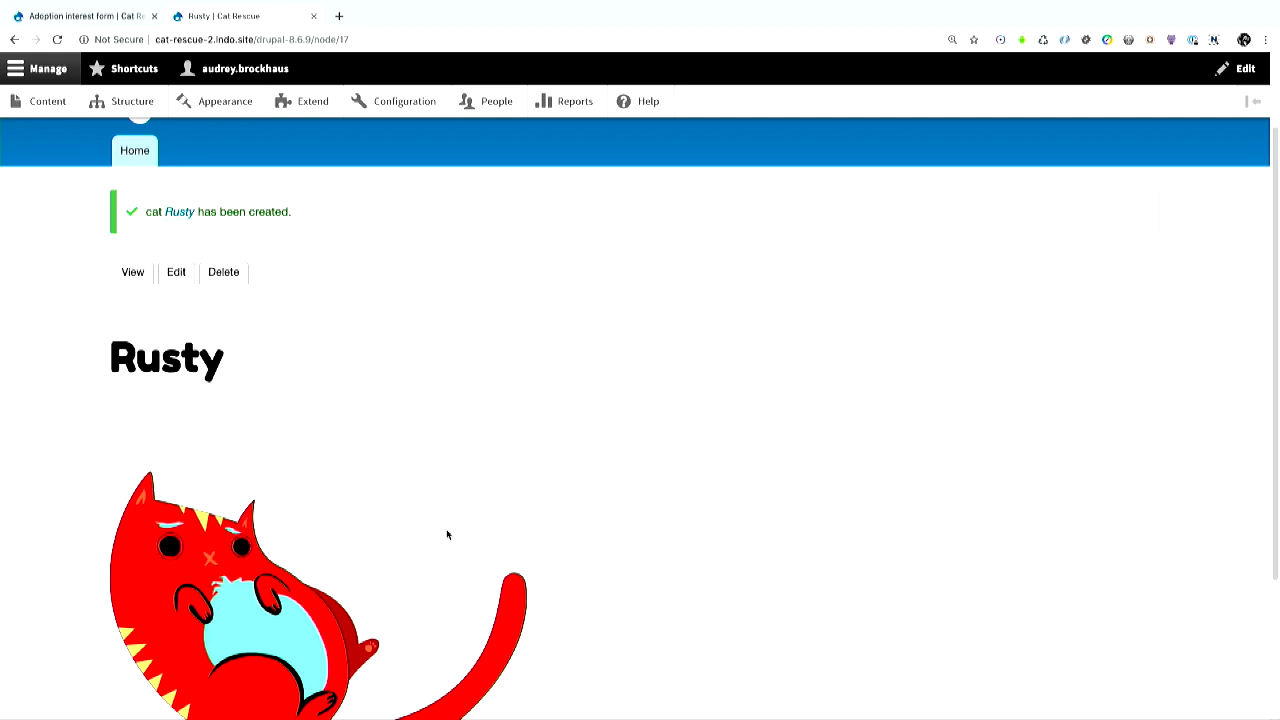 Adoption interest form | Cat Re
Rusty | Cat Rescue
Not Secure | cat-rescue-2.lndo.site/drupal-8.6.9/node/17
Manage Shortcuts audrey.brockhaus Edit
Content Structure Appearance Extend Configuration People Reports Help
Home
cat Rusty has been created.
View Edit Delete
Rusty